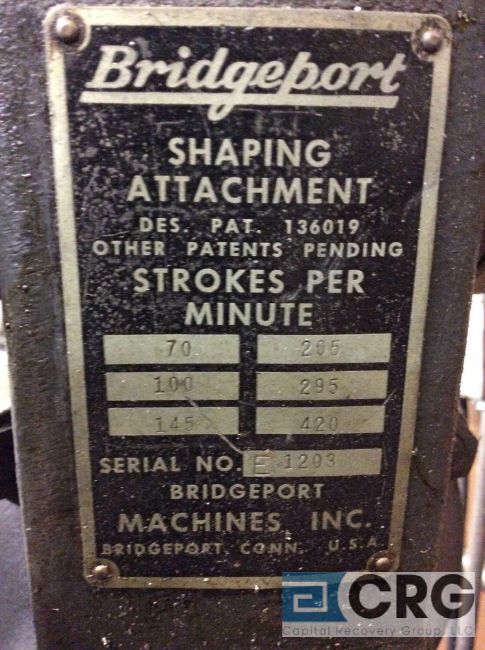 Bridgeport
SHAPING
ATTACHMENT
DES. PAT. 136019
OTHER PATENTS PENDING
STROKES PER
MINUTE
70 205
100 295
145 420
SERIAL NO. E 1203
BRIDGEPORT
MACHINES INC.
BRIDGEPORT, CONN. U.S.A.
CRG
Capital Recovery Group, LLC